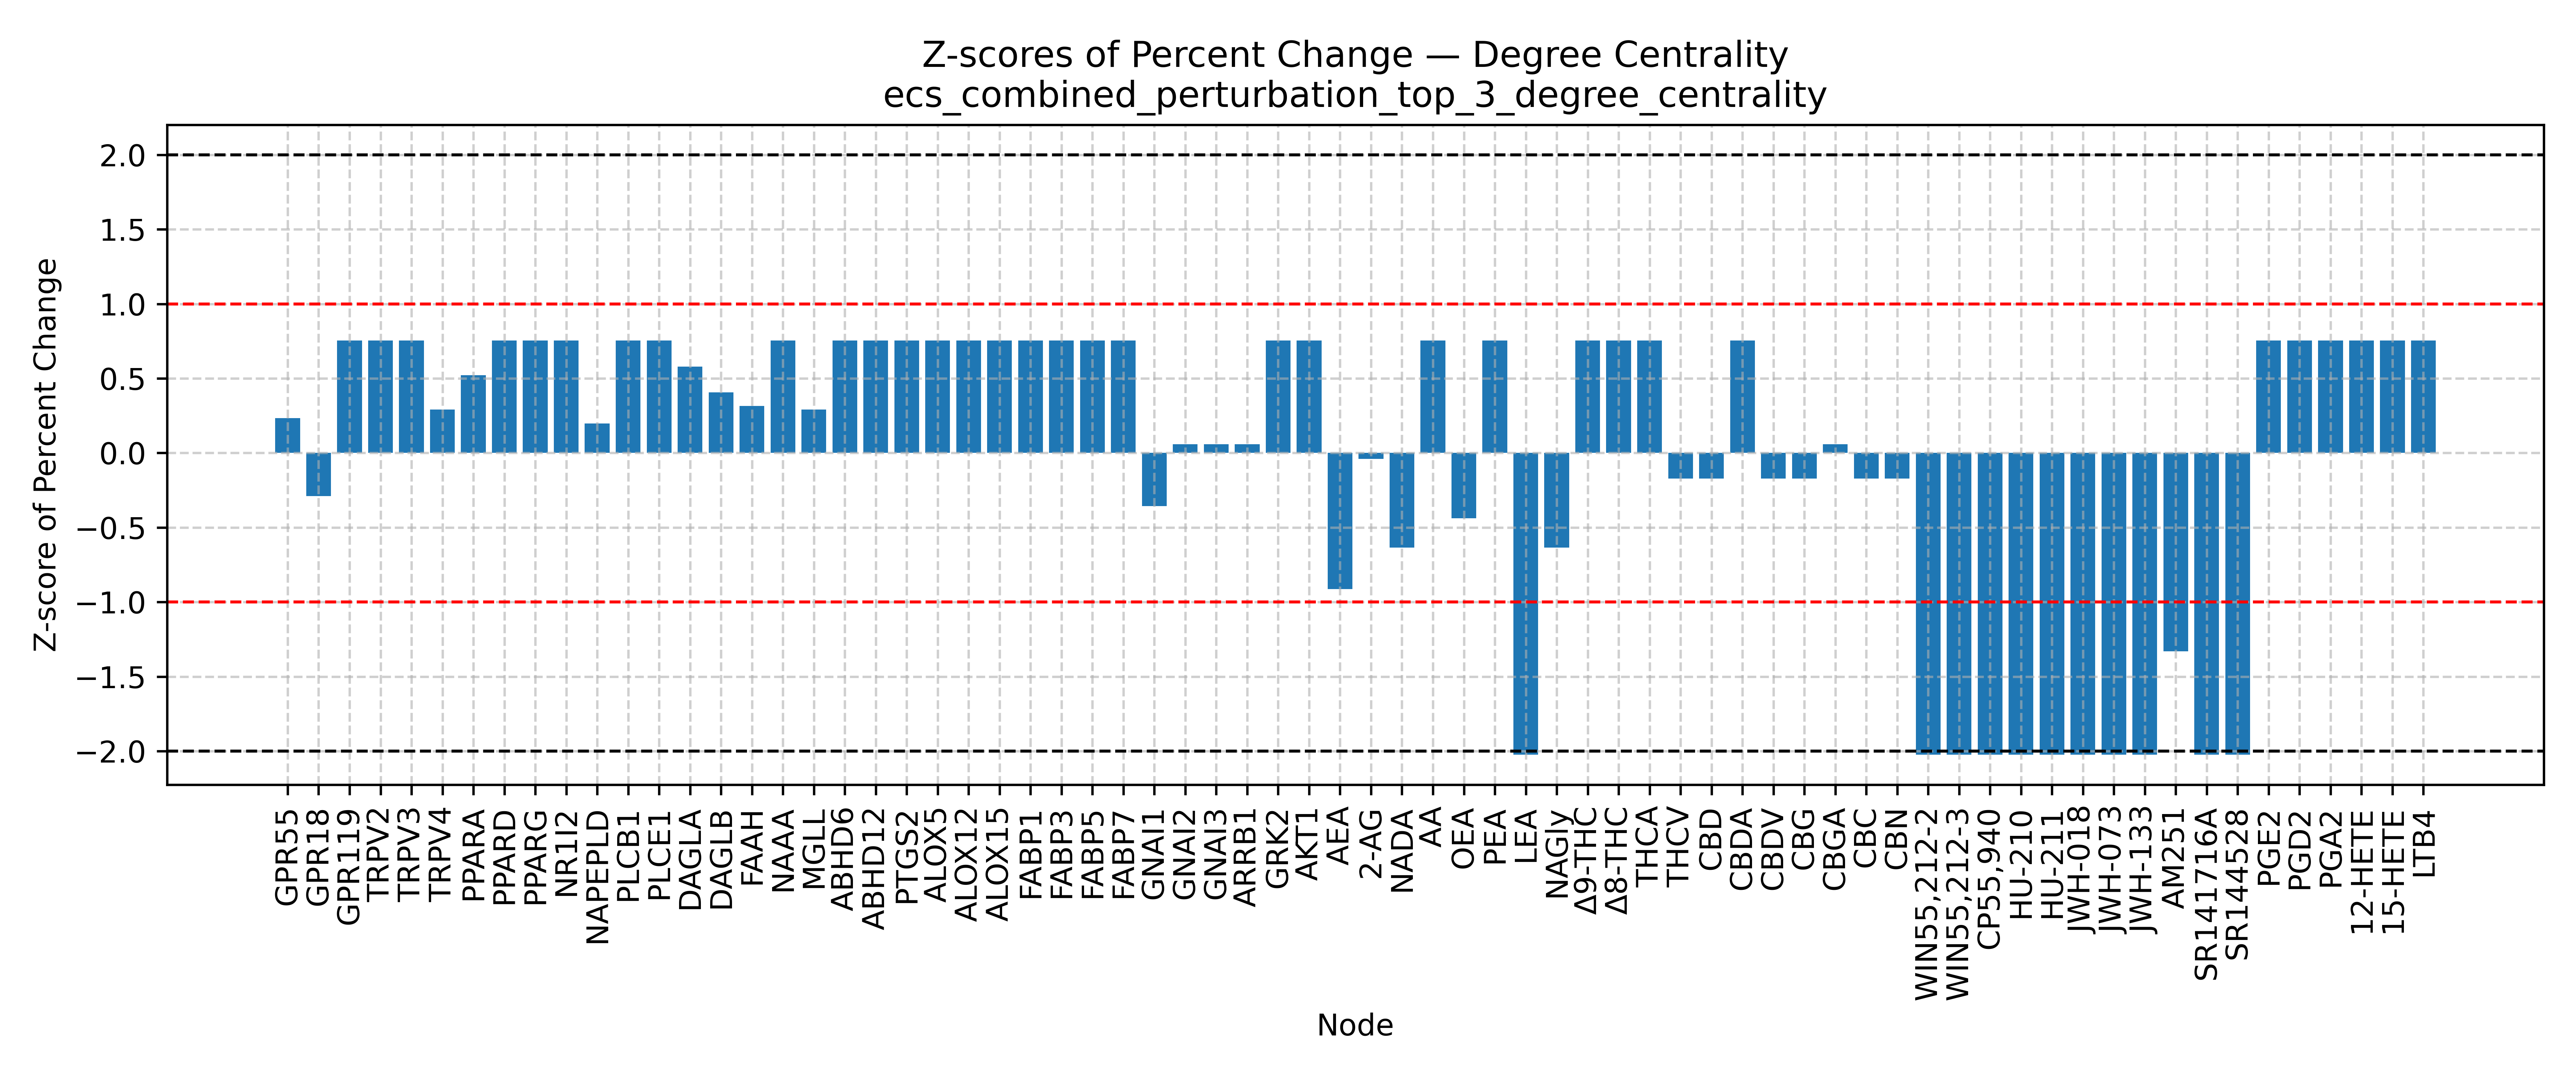 Z-scores of Percent Change — Degree Centrality
ecs_combined_perturbation_top_3_degree_centrality
Z-score of Percent Change
2.0
1.5
1.0
0.5
0.0
−0.5
−1.0
−1.5
−2.0
GPR55
GPR18
GPR119
TRPV2
TRPV3
TRPV4
PPARA
PPARD
PPARG
NR1I2
NAPEPLD
PLCB1
PLCE1
DAGLA
DAGLB
FAAH
NAAA
MGLL
ABHD6
ABHD12
PTGS2
ALOX5
ALOX12
ALOX15
FABP1
FABP3
FABP5
FABP7
GNAI1
GNAI2
GNAI3
ARRB1
GRK2
AKT1
AEA
2-AG
NADA
AA
OEA
PEA
LEA
NAGly
Δ9-THC
Δ8-THC
THCA
THCV
CBD
CBDA
CBDV
CBG
CBGA
CBC
CBN
WIN55,212-2
WIN55,212-3
CP55,940
HU-210
HU-211
JWH-018
JWH-073
JWH-133
AM251
SR141716A
SR144528
PGE2
PGD2
PGA2
12-HETE
15-HETE
LTB4
Node